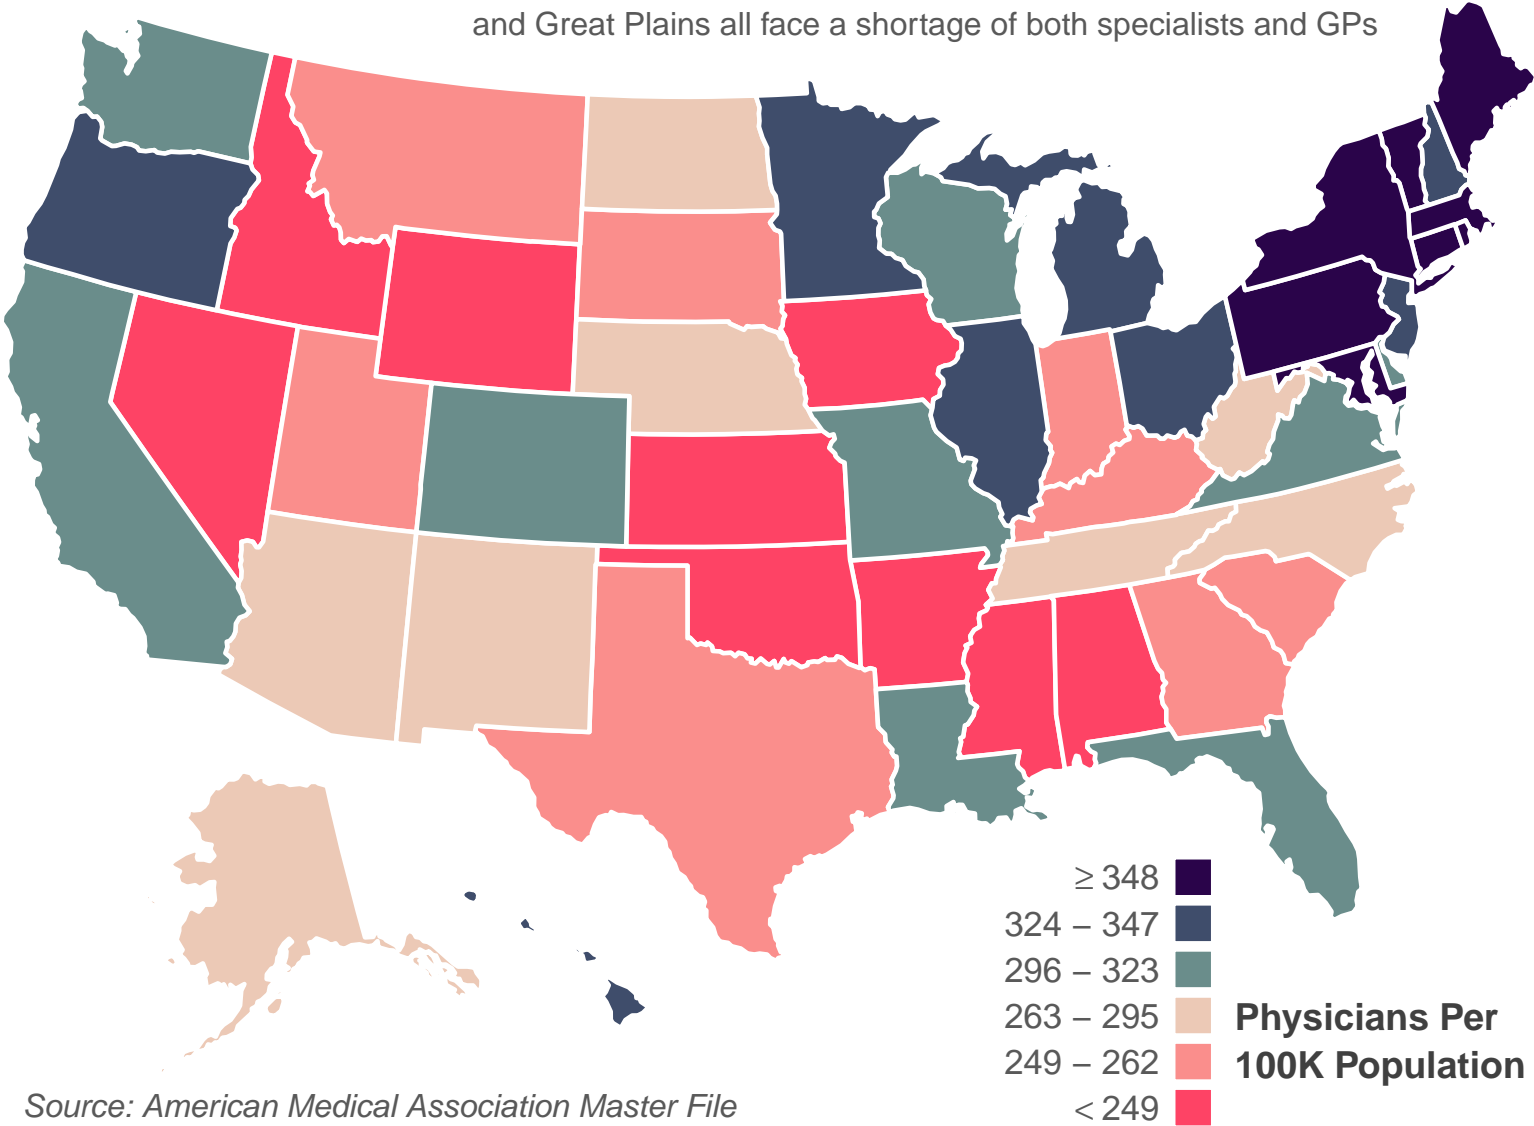 and Great Plains all face a shortage of both specialists and GPs
≥ 348
324 – 347
296 – 323
263 – 295
249 – 262
< 249
Physicians Per
100K Population
Source: American Medical Association Master File